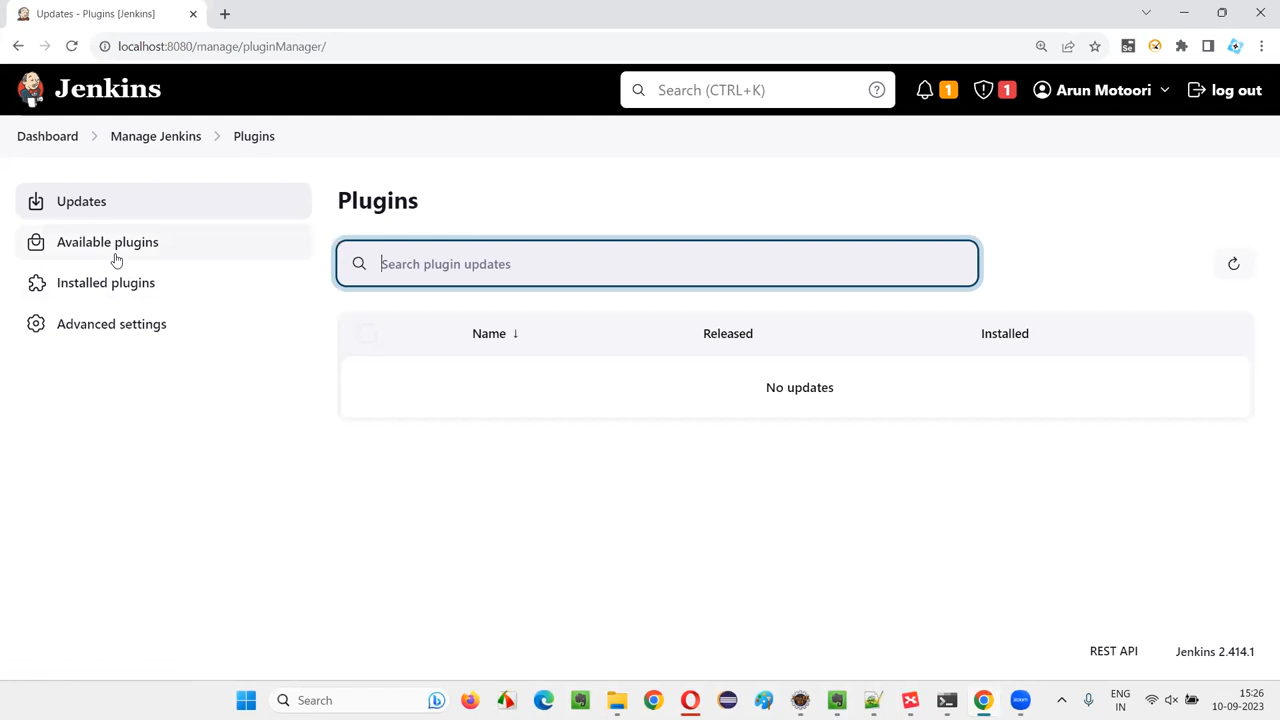 Updates - Plugins [Jenkins]
localhost:8080/manage/pluginManager/
Jenkins
Search (CTRL+K)
1
1
Arun Motoori
log out
Dashboard
Manage Jenkins
Plugins
Updates
Available plugins
Installed plugins
Advanced settings
Plugins
Search plugin updates
Name ↓
Released
Installed
No updates
REST API
Jenkins 2.414.1
Search
ENG
IN
15:26
10-09-2023